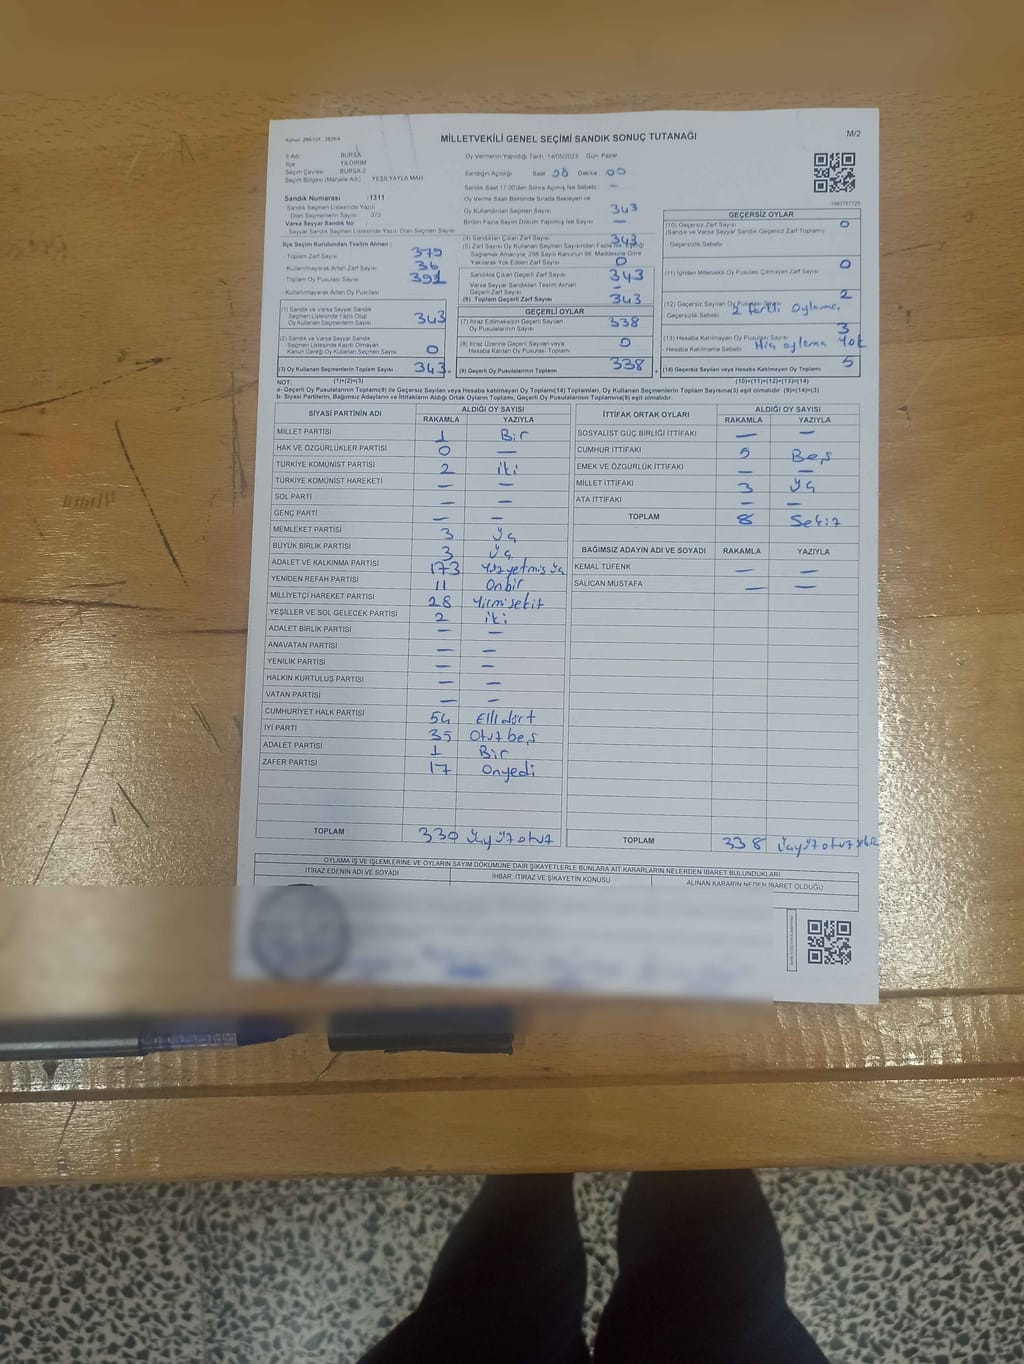 MİLLETVEKİLİ GENEL SEÇİMİ SANDIK SONUÇ TUTANAĞI
M/2
İl Adı BURSA
İlçe YILDIRIM
Seçim Çevresi BURSA-2
Seçim Bölgesi (Mahalle Adı) YEŞİLYAYLA MAH
Sandık Numarası :1311
Sandık Seçmen Listesinde Yazılı
Olan Seçmenlerin Sayısı : 372
Varsa Seyyar Sandık No
Seyyar Sandık Seçmen Listesinde Yazılı Olan Seçmen Sayısı
İlçe Seçim Kurulundan Teslim Alınan ;
Toplam Zarf Sayısı 379
Kullanılmayarak Artan Zarf Sayısı 36
Toplam Oy Pusulası Sayısı
Kullanılmayarak Artan Oy Pusulası
(1) Sandık ve Varsa Seyyar Sandık
Seçmen Listesinde Yazılı Olup
Oy Kullanan Seçmenlerin Sayısı 343
(2) Sandık ve Varsa Seyyar Sandık
Seçmen Listesinde Kayıtlı Olmayan
Kanun Gereği Oy Kullanan Seçmen Sayısı 0
(3) Oy Kullanan Seçmenlerin Toplam Sayısı 343
Oy Vermenin Yapıldığı Tarih :14/05/2023 Gün: Pazar
Sandığın Açıldığı Saat 08 Dakika 00
Sandık Saat 17.00'den Sonra Açılmış İse Sebebi —
Oy Verme Saati Bitiminde Sırada Bekleyen ve
Oy Kullandırılan Seçmen Sayısı 343
Birden Fazla Sayım Döküm Yapılmış İse Sayısı —
(4) Sandıktan Çıkan Zarf Sayısı 343
(5) Zarf Sayısı Oy Kullanan Seçmen Sayısından Fazla İse Eşitliği
Sağlamak Amacıyla, 298 Sayılı Kanunun 98. Maddesine Göre
Yakılarak Yok Edilen Zarf Sayısı 0
Sandıkta Çıkan Geçerli Zarf Sayısı 343
Varsa Seyyar Sandıktan Teslim Alınan
Geçerli Zarf Sayısı —
(6) Toplam Geçerli Zarf Sayısı 343
GEÇERLİ OYLAR
(7) İtiraz Edilmeksizin Geçerli Sayılan
Oy Pusulalarının Sayısı 338
(8) İtiraz Üzerine Geçerli Sayılan veya
Hesaba Katılan Oy Pusulası Toplamı 0
(9) Geçerli Oy Pusulalarının Toplamı 338
GEÇERSİZ OYLAR
(10) Geçersiz Zarf Sayısı 0
(Sandık ve Varsa Seyyar Sandık Geçersiz Zarf Toplamı)
- Geçersizlik Sebebi
(11) İçinden Milletvekili Oy Pusulası Çıkmayan Zarf Sayısı 0
(12) Geçersiz Sayılan Oy Pusulası Sayısı 2
Geçersizlik Sebebi 2
(13) Hesaba Katılmayan Oy Pusulası Sayısı 3
Hesaba Katılmama Sebebi Hiç oylama Yok
(14) Geçersiz Sayılan veya Hesaba Katılmayan Oy Toplamı 5
NOT: (1)+(2)=(3) (10)+(11)+(12)+(13)=(14)
a- Geçerli Oy Pusulalarının Toplamı(9) ile Geçersiz Sayılan veya Hesaba katılmayan Oy Toplamı(14) Toplamları, Oy Kullanan Seçmenlerin Toplam Sayısına(3) eşit olmalıdır. (9)+(14)=(3)
b- Siyasi Partilerin, Bağımsız Adayların ve İttifakların Aldığı Ortak Oyların Toplamı, Geçerli Oy Pusulalarının Toplamına(9) eşit olmalıdır.
SİYASİ PARTİNİN ADI ALDIĞI OY SAYISI
RAKAMLA YAZIYLA
MİLLET PARTİSİ 1 Bir
HAK VE ÖZGÜRLÜKLER PARTİSİ 0 —
TÜRKİYE KOMÜNİST PARTİSİ 2 iki
TÜRKİYE KOMÜNİST HAREKETİ — —
SOL PARTİ — —
GENÇ PARTİ — —
MEMLEKET PARTİSİ 3 üç
BÜYÜK BİRLİK PARTİSİ 3 üç
ADALET VE KALKINMA PARTİSİ 173 Yüzyetmiş üç
YENİDEN REFAH PARTİSİ 11 Onbir
MİLLİYETÇİ HAREKET PARTİSİ 28 Yirmisekiz
YEŞİLLER VE SOL GELECEK PARTİSİ 2 iki
ADALET BİRLİK PARTİSİ — —
ANAVATAN PARTİSİ — —
YENİLİK PARTİSİ — —
HALKIN KURTULUŞ PARTİSİ — —
VATAN PARTİSİ — —
CUMHURİYET HALK PARTİSİ 54 Ellidört
İYİ PARTİ 35 Otuzbeş
ADALET PARTİSİ 1 Bir
ZAFER PARTİSİ 17 Onyedi
TOPLAM 330 Üçyüzotuz
İTTİFAK ORTAK OYLARI ALDIĞI OY SAYISI
RAKAMLA YAZIYLA
SOSYALİST GÜÇ BİRLİĞİ İTTİFAKI — —
CUMHUR İTTİFAKI 5 Beş
EMEK VE ÖZGÜRLÜK İTTİFAKI — —
MİLLET İTTİFAKI 3 üç
ATA İTTİFAKI — —
TOPLAM 8 Sekiz
BAĞIMSIZ ADAYIN ADI VE SOYADI RAKAMLA YAZIYLA
KEMAL TÜFENK — —
SALİCAN MUSTAFA — —
TOPLAM 338 Üçyüzotuzsekiz
OYLAMA İŞ VE İŞLEMLERİNE VE OYLARIN SAYIM DÖKÜMÜNE DAİR ŞİKAYETLERLE BUNLARA AİT KARARLARIN NELERDEN İBARET BULUNDUKLARI
İTİRAZ EDENİN ADI VE SOYADI İHBAR, İTİRAZ VE ŞİKAYETİN KONUSU ALINAN KARARIN NEDEN İBARET OLDUĞU